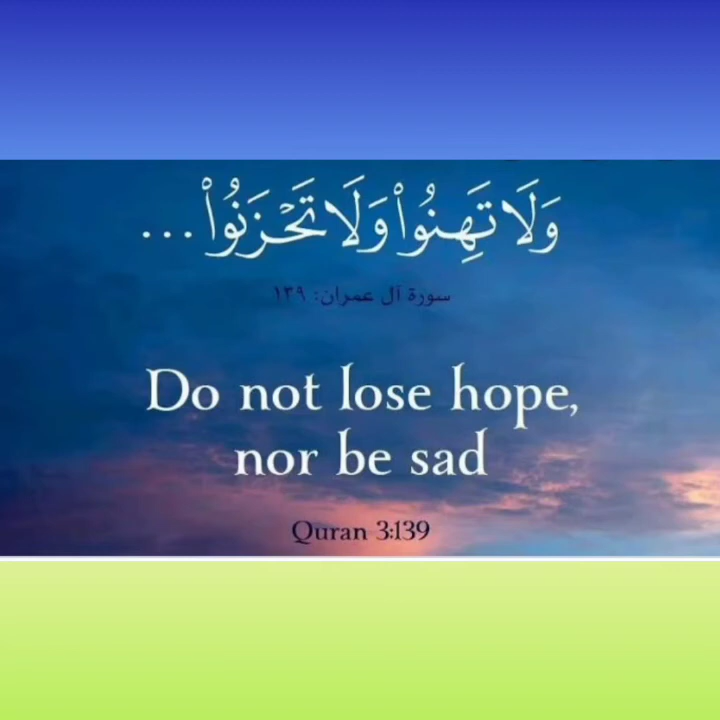 وَلَا تَهِنُوا۟ وَلَا تَحْزَنُوا۟ ...
سورة آل عمران: ١٣٩
Do not lose hope,
nor be sad
Quran 3:139